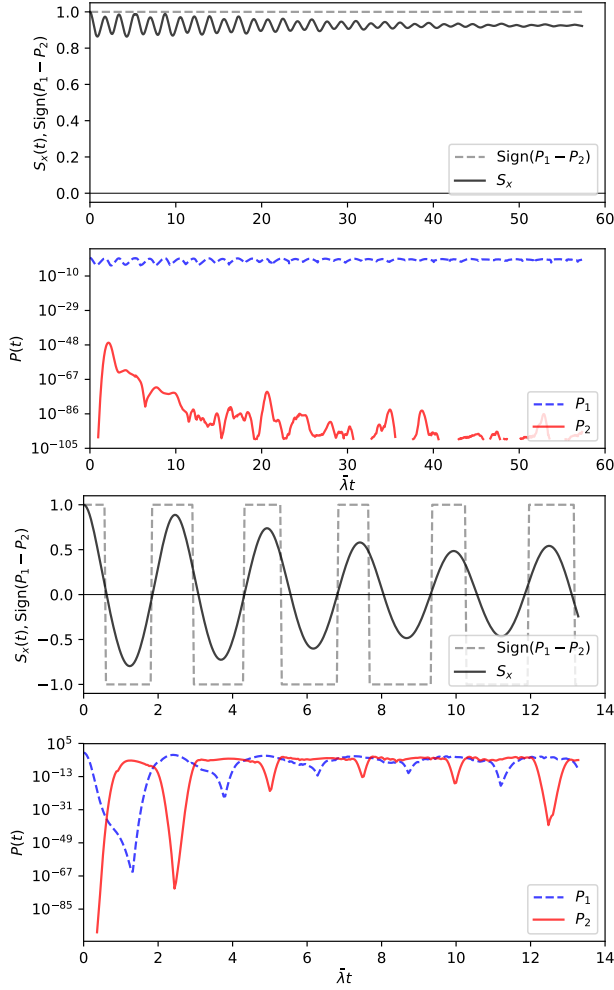 S_x(t), Sign(P_1 − P_2)
1.0
0.8
0.6
0.4
0.2
0.0
Sign(P_1 − P_2)
S_x
0 10 20 30 40 50 60
P(t)
10^{−10}
10^{−29}
10^{−48}
10^{−67}
10^{−86}
10^{−105}
P_1
P_2
0 10 20 30 40 50 60
λ̄t
S_x(t), Sign(P_1 − P_2)
1.0
0.5
0.0
−0.5
−1.0
Sign(P_1 − P_2)
S_x
0 2 4 6 8 10 12 14
P(t)
10^5
10^{−13}
10^{−31}
10^{−49}
10^{−67}
10^{−85}
P_1
P_2
0 2 4 6 8 10 12 14
λ̄t